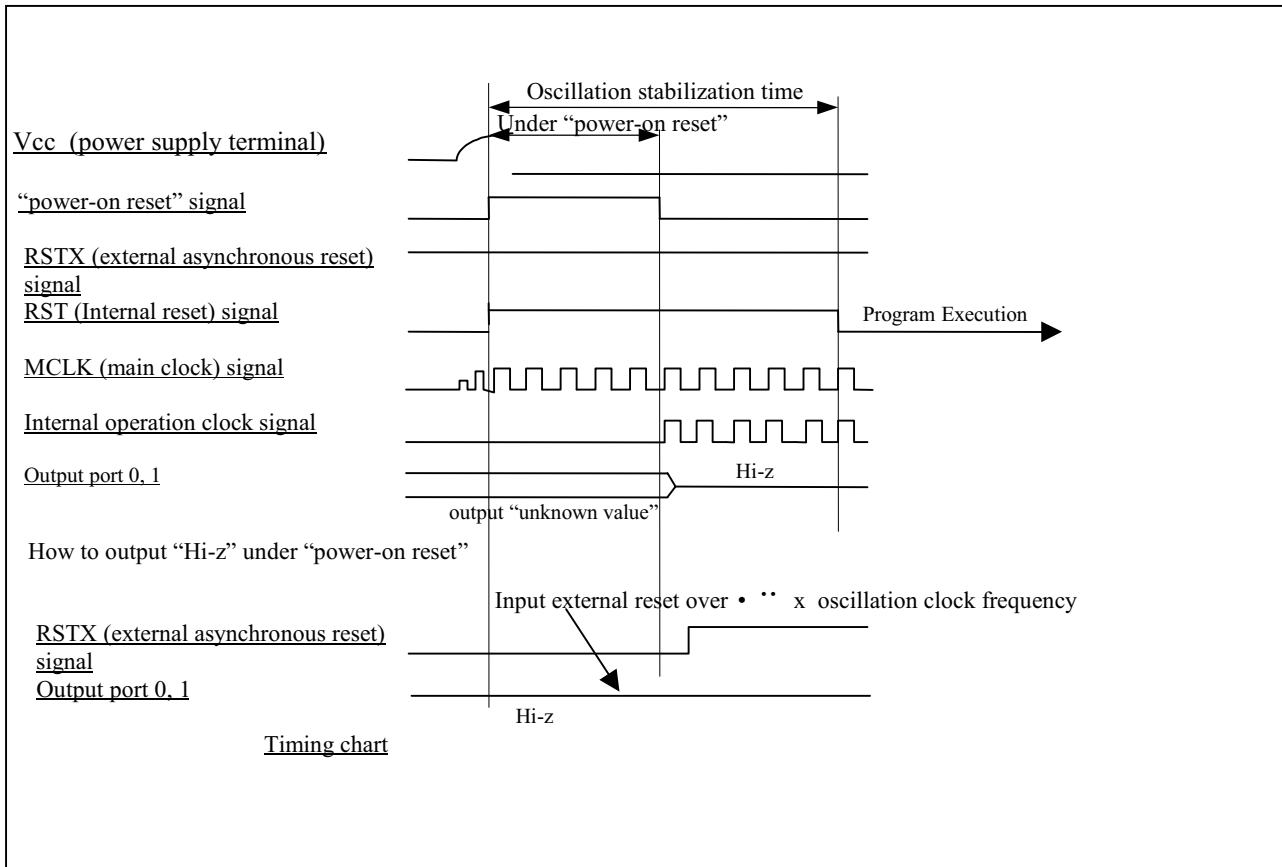 Oscillation stabilization time
Under “power-on reset”
Vcc (power supply terminal)
“power-on reset” signal
RSTX (external asynchronous reset)
signal
RST (Internal reset) signal
Program Execution
MCLK (main clock) signal
Internal operation clock signal
Output port 0, 1
Hi-z
output “unknown value”
How to output “Hi-z” under “power-on reset”
Input external reset over x oscillation clock frequency
RSTX (external asynchronous reset)
signal
Output port 0, 1
Hi-z
Timing chart